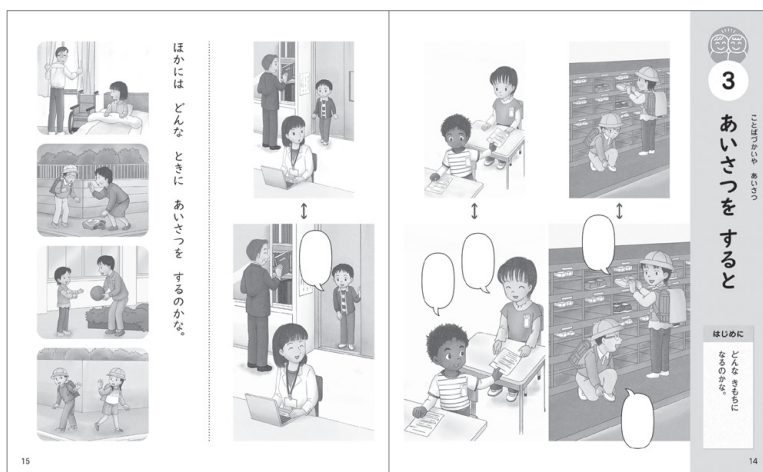 3
ことばづかいや あいさつ
あいさつを すると
はじめに
どんな きもちに
なるのかな。
14
ほかには どんな ときに あいさつを するのかな。
15